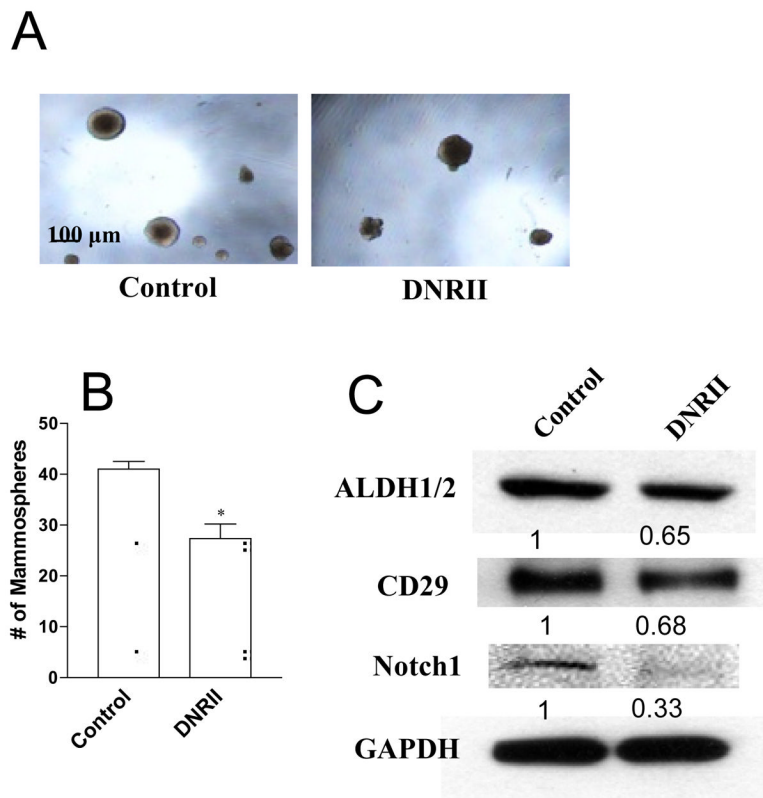 A
100 μm
Control
DNRII
B
# of Mammospheres
50
40
30
20
10
0
*
Control
DNRII
C
Control
DNRII
ALDH1/2
1
0.65
CD29
1
0.68
Notch1
1
0.33
GAPDH